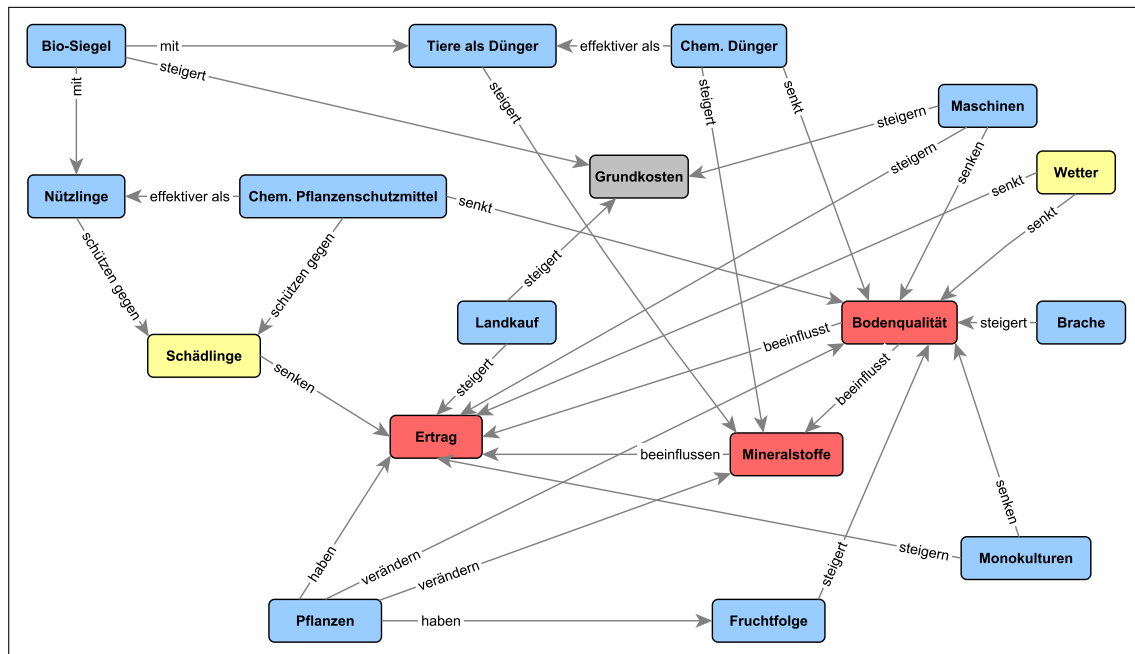 Bio-Siegel
mit
Tiere als Dünger
effektiver als
Chem. Dünger
steigert
mit
steigert
steigert
senkt
Maschinen
steigern
steigern
senken
Wetter
Grundkosten
senkt
Nützlinge
effektiver als
Chem. Pflanzenschutzmittel
senkt
senkt
schützen gegen
schützen gegen
steigert
Landkauf
Bodenqualität
steigert
Brache
Schädlinge
beeinflusst
senken
steigert
beeinflusst
Ertrag
beeinflussen
Mineralstoffe
senken
haben
verändern
verändern
steigert
steigern
Monokulturen
Pflanzen
haben
Fruchtfolge